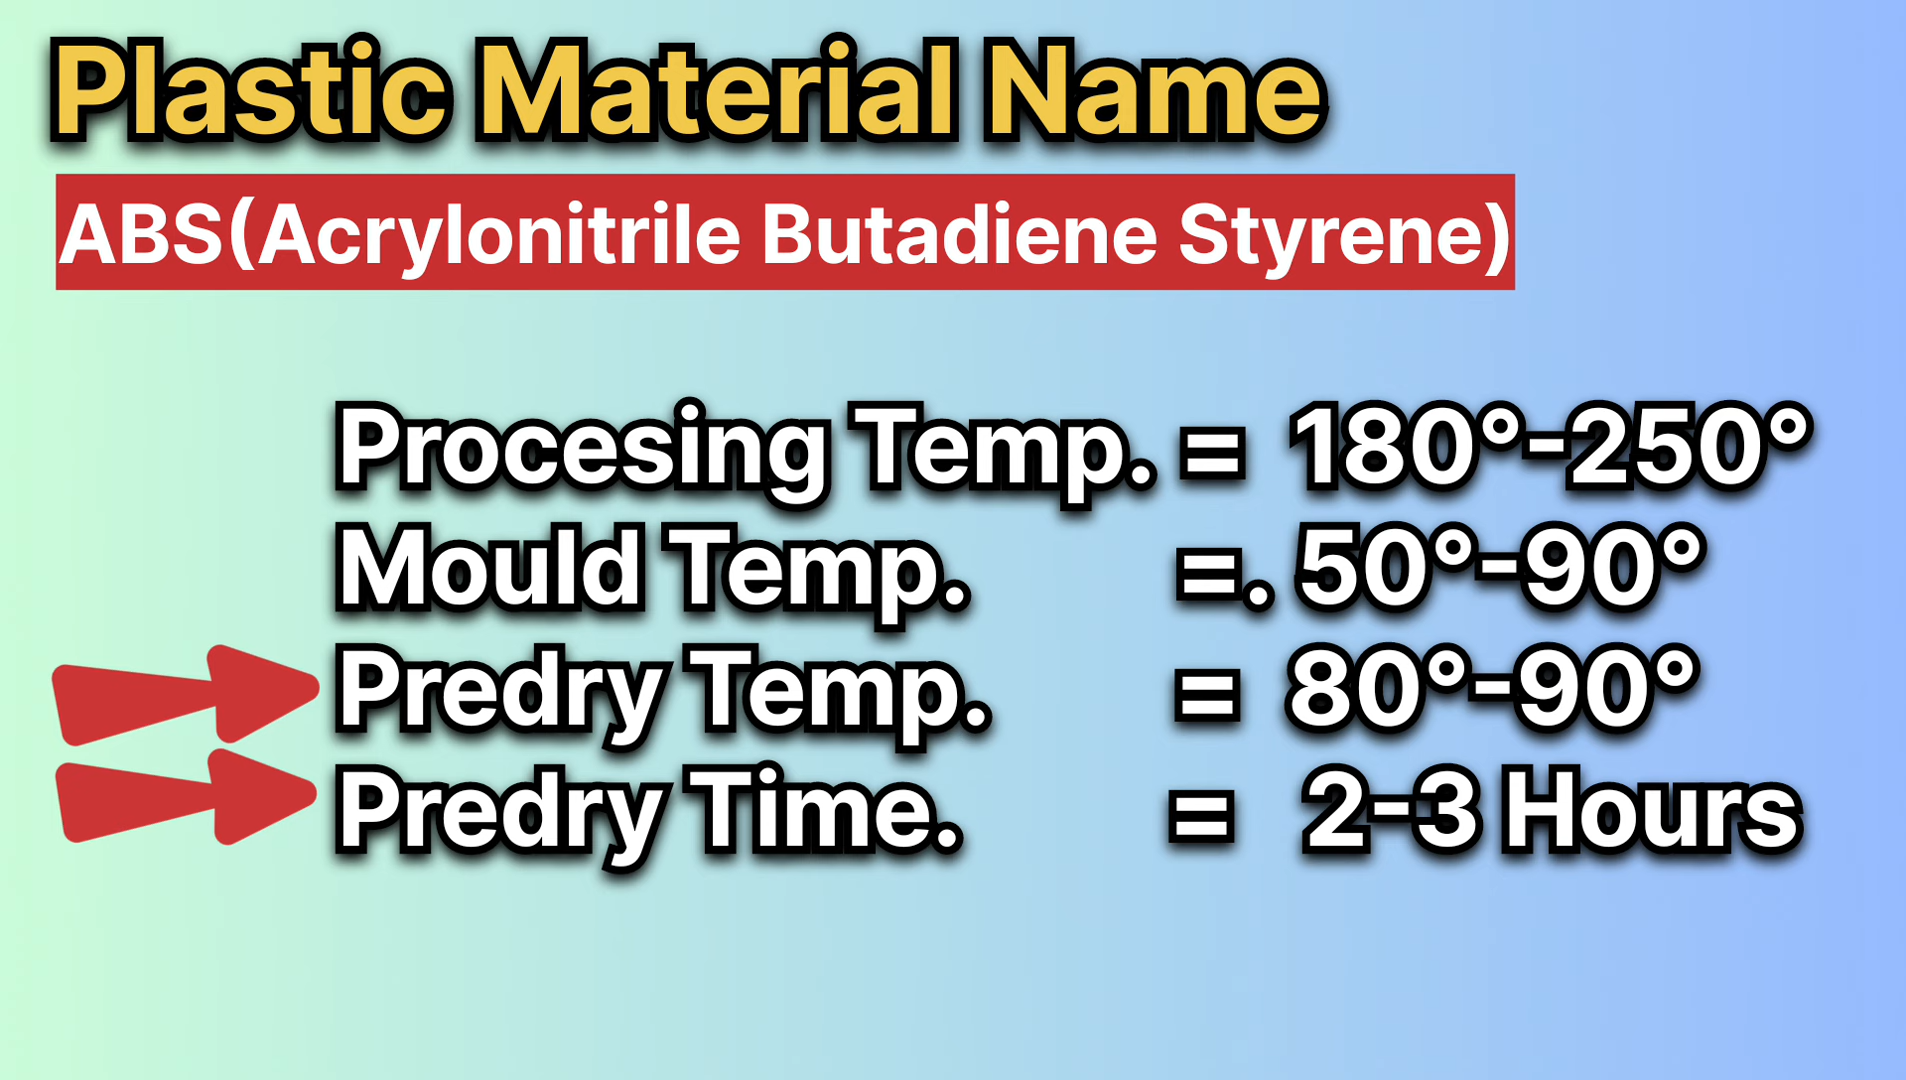 Plastic Material Name
ABS(Acrylonitrile Butadiene Styrene)
Procesing Temp. = 180°-250°
Mould Temp. =. 50°-90°
Predry Temp. = 80°-90°
Predry Time. = 2-3 Hours